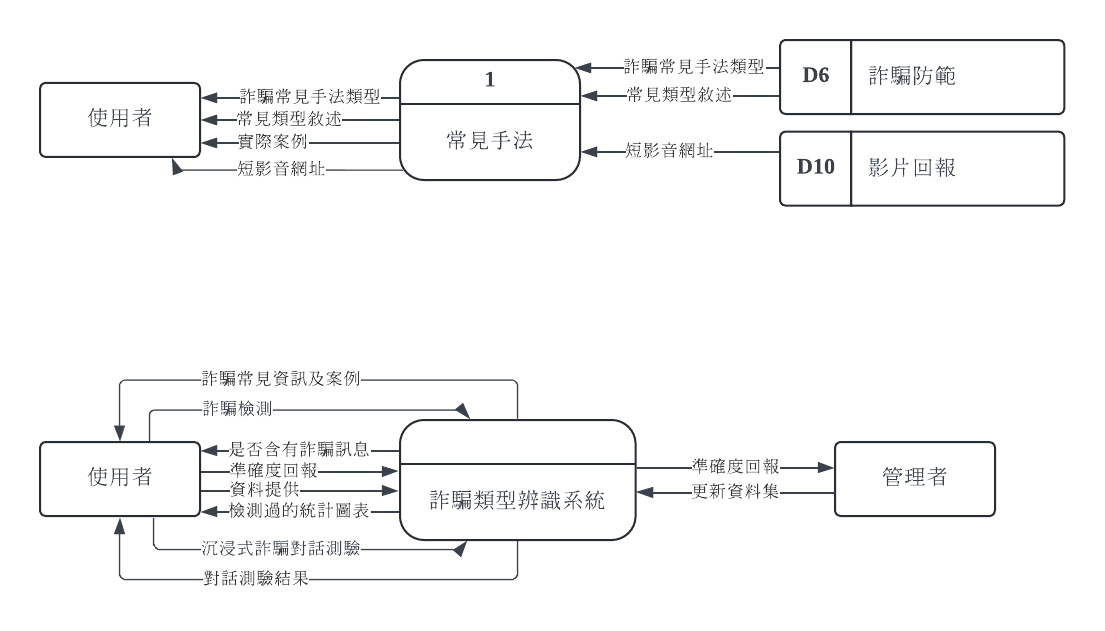 1
常見手法
使用者
詐騙常見手法類型
常見類型敘述
實際案例
短影音網址
詐騙常見手法類型
常見類型敘述
短影音網址
D6
詐騙防範
D10
影片回報
詐騙常見資訊及案例
詐騙檢測
使用者
是否含有詐騙訊息
準確度回報
資料提供
檢測過的統計圖表
沉浸式詐騙對話測驗
對話測驗結果
詐騙類型辨識系統
準確度回報
更新資料集
管理者